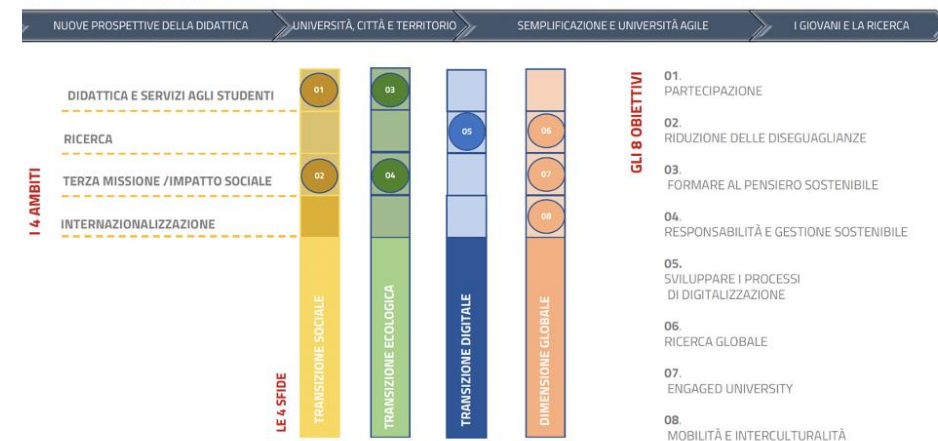 NUOVE PROSPETTIVE DELLA DIDATTICA
UNIVERSITÀ, CITTÀ E TERRITORIO
SEMPLIFICAZIONE E UNIVERSITÀ AGILE
I GIOVANI E LA RICERCA
I 4 AMBITI
DIDATTICA E SERVIZI AGLI STUDENTI
RICERCA
TERZA MISSIONE /IMPATTO SOCIALE
INTERNAZIONALIZZAZIONE
01
03
05
06
02
04
07
08
LE 4 SFIDE
TRANSIZIONE SOCIALE
TRANSIZIONE ECOLOGICA
TRANSIZIONE DIGITALE
DIMENSIONE GLOBALE
GLI 8 OBIETTIVI
01.
PARTECIPAZIONE
02.
RIDUZIONE DELLE DISEGUAGLIANZE
03.
FORMARE AL PENSIERO SOSTENIBILE
04.
RESPONSABILITÀ E GESTIONE SOSTENIBILE
05.
SVILUPPARE I PROCESSI
DI DIGITALIZZAZIONE
06.
RICERCA GLOBALE
07.
ENGAGED UNIVERSITY
08.
MOBILITÀ E INTERCULTURALITÀ